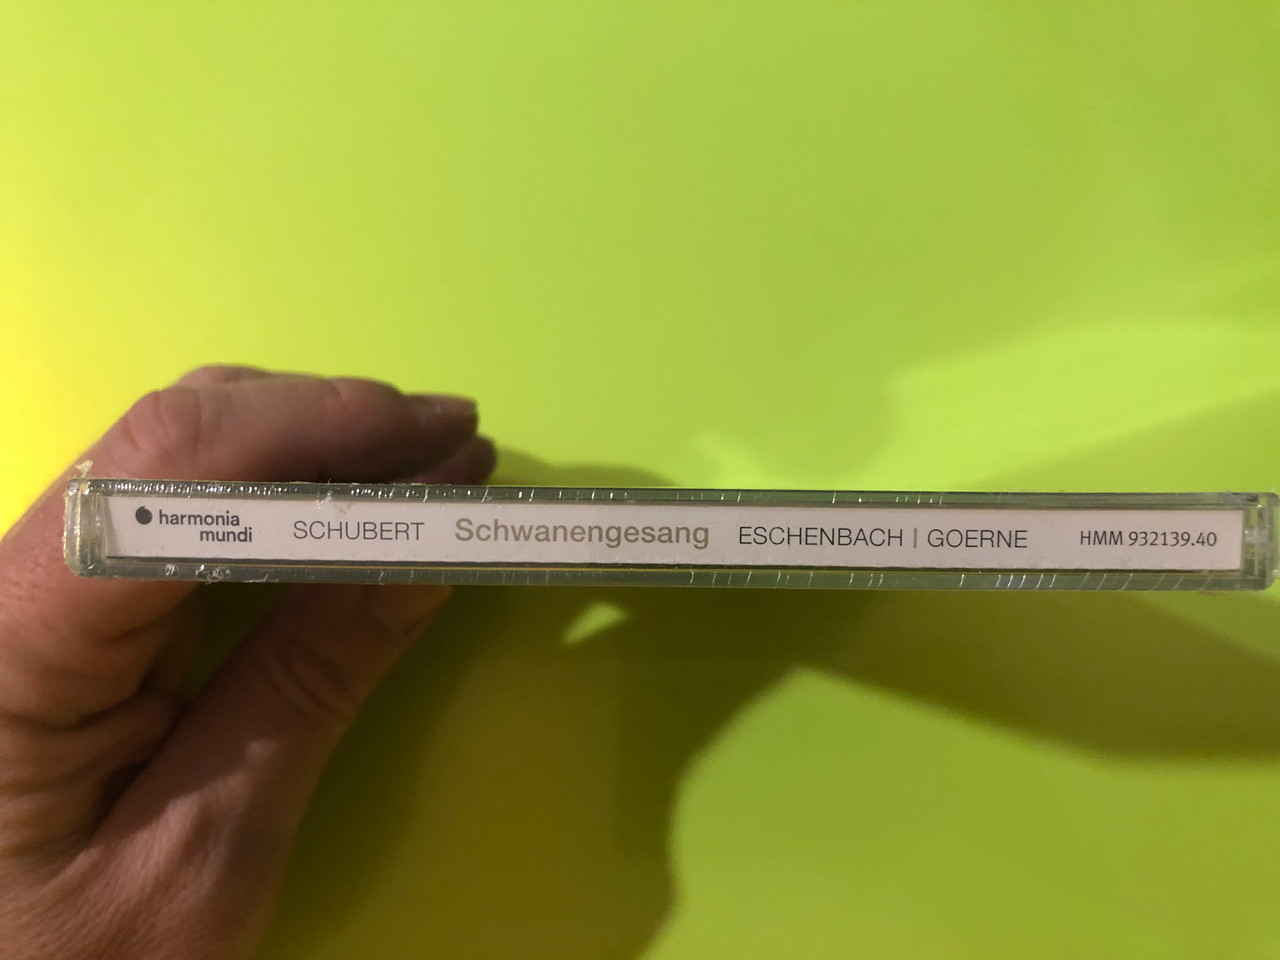 harmonia
mundi
SCHUBERT Schwanengesang ESCHENBACH | GOERNE HMM 932139.40